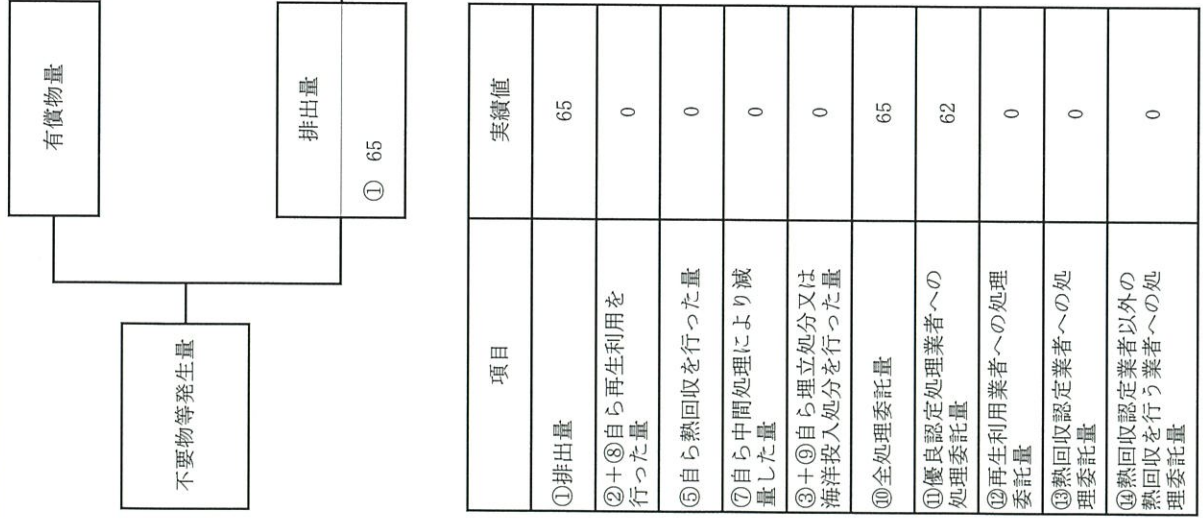 有償物量
不要物等発生量
排出量
① 65
項目
実績値
①排出量
65
②+⑧自ら再生利用を
行った量
0
⑤自ら熱回収を行った量
0
⑦自ら中間処理により減
量した量
0
③+⑨自ら埋立処分又は
海洋投入処分を行った量
0
⑩全処理委託量
65
⑪優良認定処理業者への
処理委託量
62
⑫再生利用業者への処理
委託量
0
⑬熱回収認定業者への処
理委託量
0
⑭熱回収認定業者以外の
熱回収を行う業者への処
理委託量
0